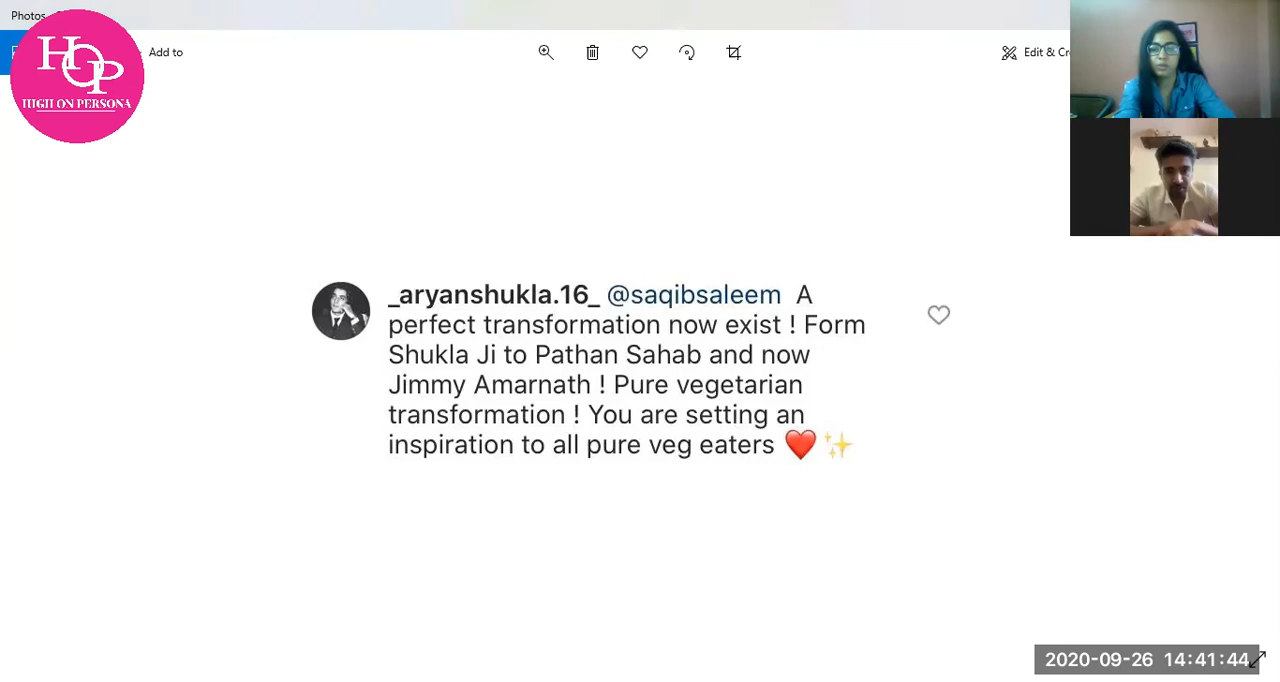 Photos
Add to
Edit & Cr
HOP
HIGH ON PERSONA
_aryanshukla.16_ @saqibsaleem A
perfect transformation now exist ! Form
Shukla Ji to Pathan Sahab and now
Jimmy Amarnath ! Pure vegetarian
transformation ! You are setting an
inspiration to all pure veg eaters ❤️ ✨
2020-09-26 14:41:44